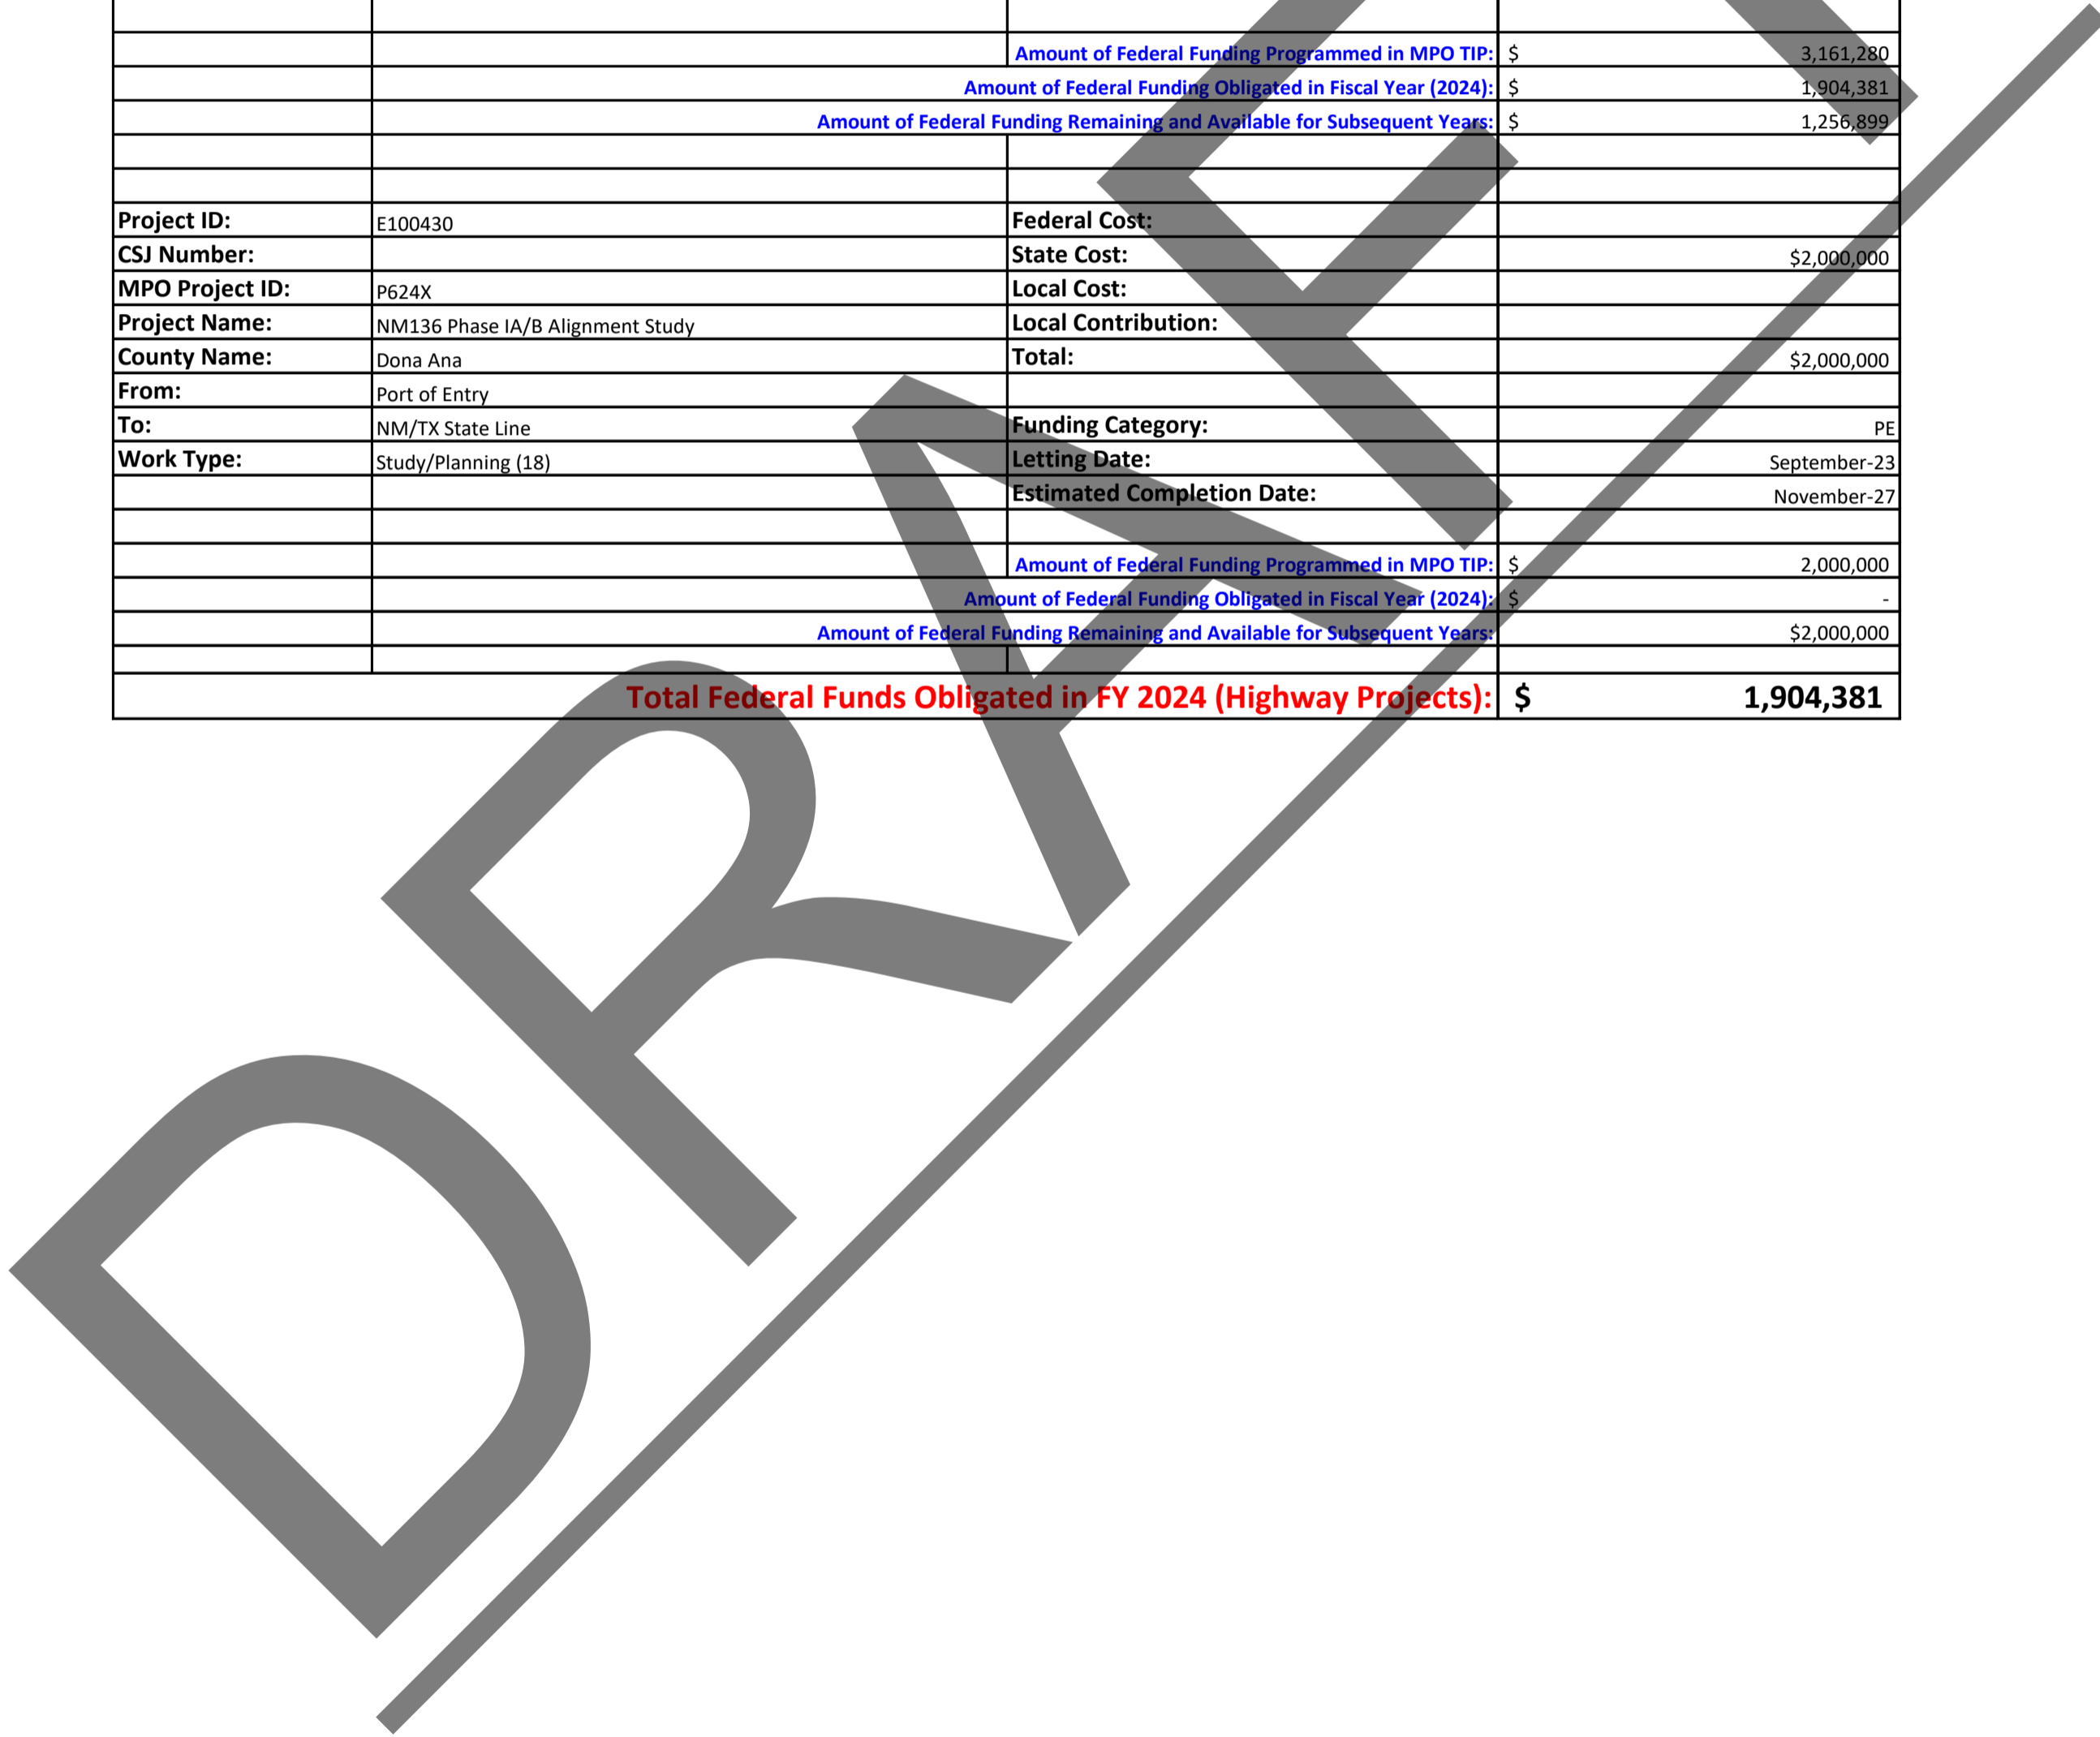 Amount of Federal Funding Programmed in MPO TIP: $ 3,161,280
Amount of Federal Funding Obligated in Fiscal Year (2024): $ 1,904,381
Amount of Federal Funding Remaining and Available for Subsequent Years: $ 1,256,899
Project ID: E100430 Federal Cost:
CSJ Number: State Cost: $2,000,000
MPO Project ID: P624X Local Cost:
Project Name: NM136 Phase IA/B Alignment Study Local Contribution:
County Name: Dona Ana Total: $2,000,000
From: Port of Entry
To: NM/TX State Line Funding Category: PE
Work Type: Study/Planning (18) Letting Date: September-23
Estimated Completion Date: November-27
Amount of Federal Funding Programmed in MPO TIP: $ 2,000,000
Amount of Federal Funding Obligated in Fiscal Year (2024): $ -
Amount of Federal Funding Remaining and Available for Subsequent Years: $2,000,000
Total Federal Funds Obligated in FY 2024 (Highway Projects): $ 1,904,381
DRAFT